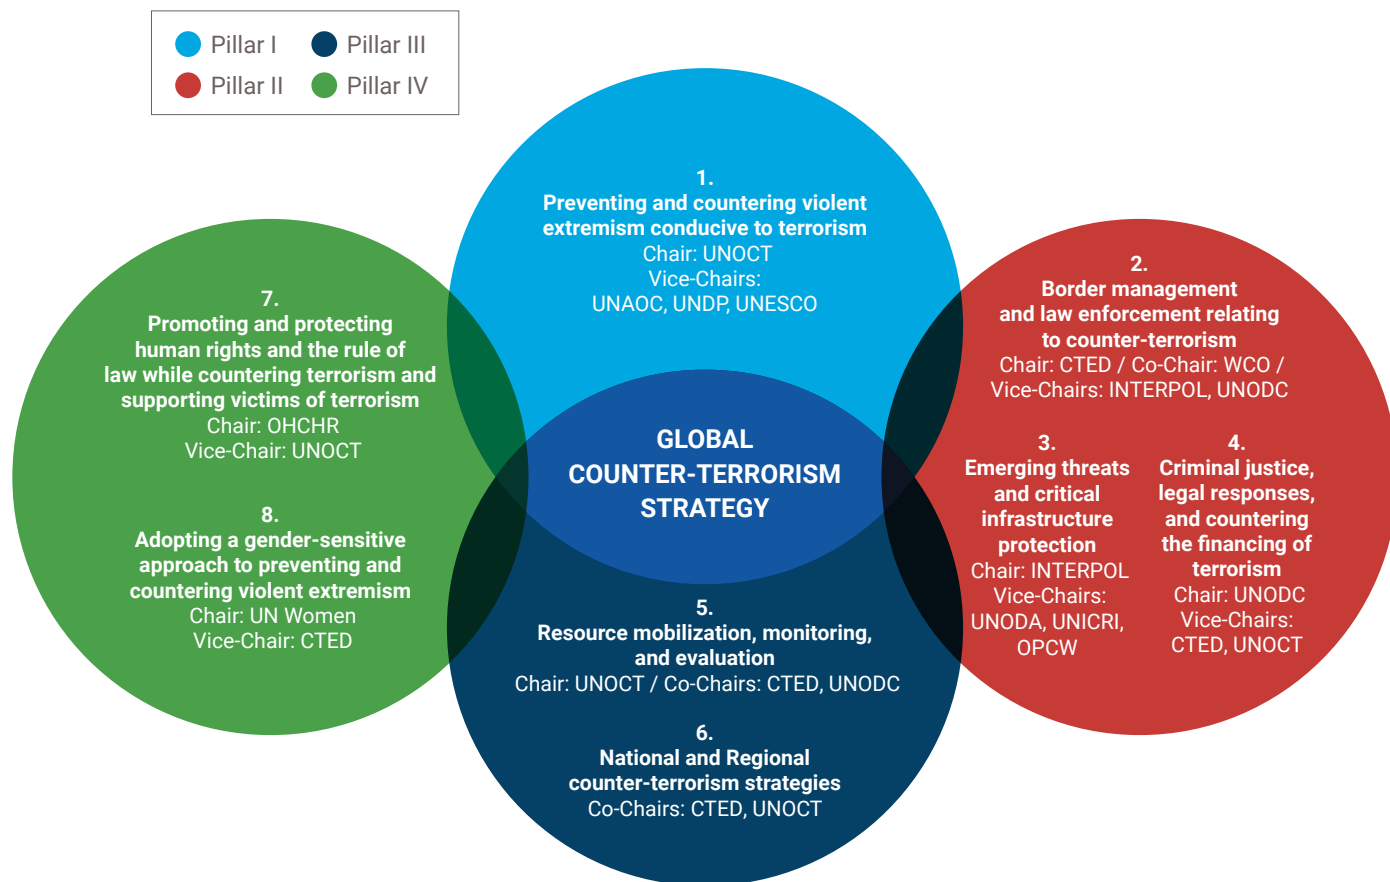 Pillar I
Pillar III
Pillar II
Pillar IV
1.
Preventing and countering violent
extremism conducive to terrorism
Chair: UNOCT
Vice-Chairs:
UNAOC, UNDP, UNESCO
2.
Border management
and law enforcement relating
to counter-terrorism
Chair: CTED / Co-Chair: WCO /
Vice-Chairs: INTERPOL, UNODC
3.
Emerging threats
and critical
infrastructure
protection
Chair: INTERPOL
Vice-Chairs:
UNODA, UNICRI,
OPCW
4.
Criminal justice,
legal responses,
and countering
the financing of
terrorism
Chair: UNODC
Vice-Chairs:
CTED, UNOCT
GLOBAL
COUNTER-TERRORISM
STRATEGY
5.
Resource mobilization, monitoring,
and evaluation
Chair: UNOCT / Co-Chairs: CTED, UNODC
6.
National and Regional
counter-terrorism strategies
Co-Chairs: CTED, UNOCT
7.
Promoting and protecting
human rights and the rule of
law while countering terrorism and
supporting victims of terrorism
Chair: OHCHR
Vice-Chair: UNOCT
8.
Adopting a gender-sensitive
approach to preventing and
countering violent extremism
Chair: UN Women
Vice-Chair: CTED